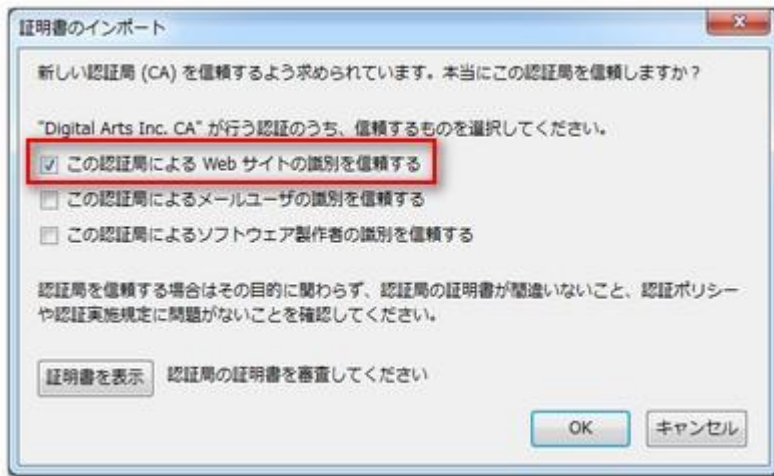 証明書のインポート
新しい認証局 (CA) を信頼するよう求められています。本当にこの認証局を信頼しますか？
"Digital Arts Inc. CA" が行う認証のうち、信頼するものを選択してください。
この認証局による Web サイトの識別を信頼する
この認証局によるメールユーザの識別を信頼する
この認証局によるソフトウェア製作者の識別を信頼する
認証局を信頼する場合はその目的に関わらず、認証局の証明書が間違いないこと、認証ポリシー
や認証実施規定に問題がないことを確認してください。
証明書を表示 認証局の証明書を審査してください
OK キャンセル